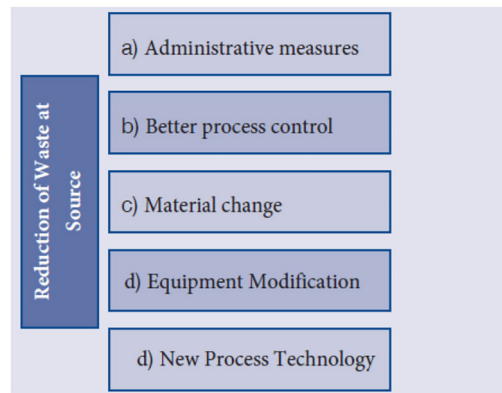 Reduction of Waste at
Source
a) Administrative measures
b) Better process control
c) Material change
d) Equipment Modification
d) New Process Technology